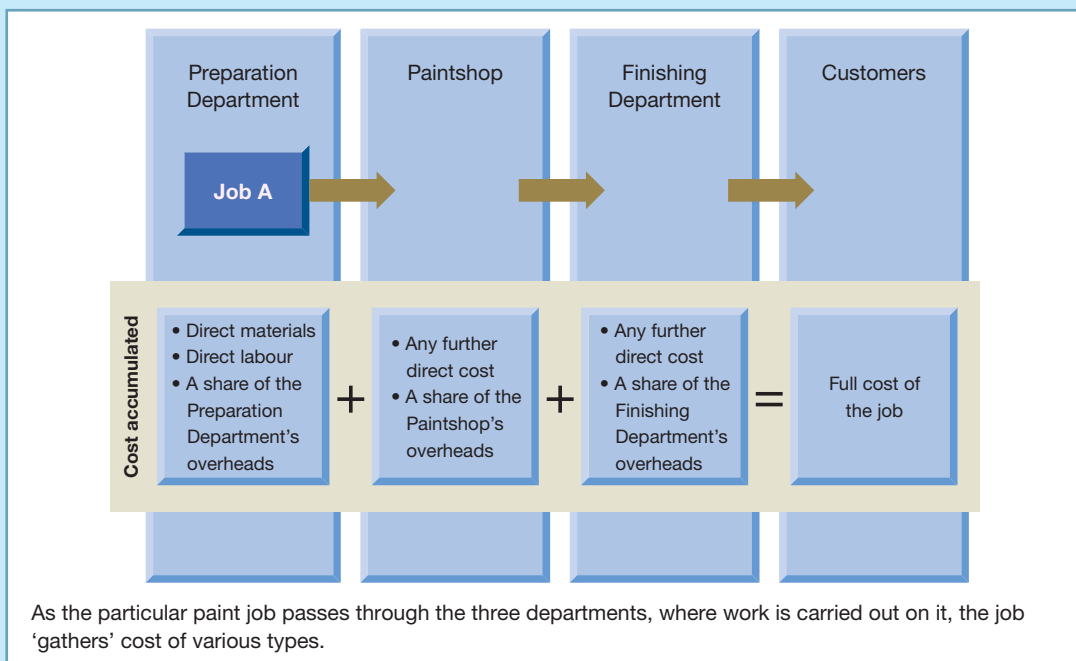 Preparation
Department
Paintshop
Finishing
Department
Customers
Job A
Cost accumulated
• Direct materials
• Direct labour
• A share of the
Preparation
Department's
overheads
+
• Any further
direct cost
• A share of the
Paintshop's
overheads
+
• Any further
direct cost
• A share of the
Finishing
Department's
overheads
=
Full cost of
the job
As the particular paint job passes through the three departments, where work is carried out on it, the job
‘gathers’ cost of various types.